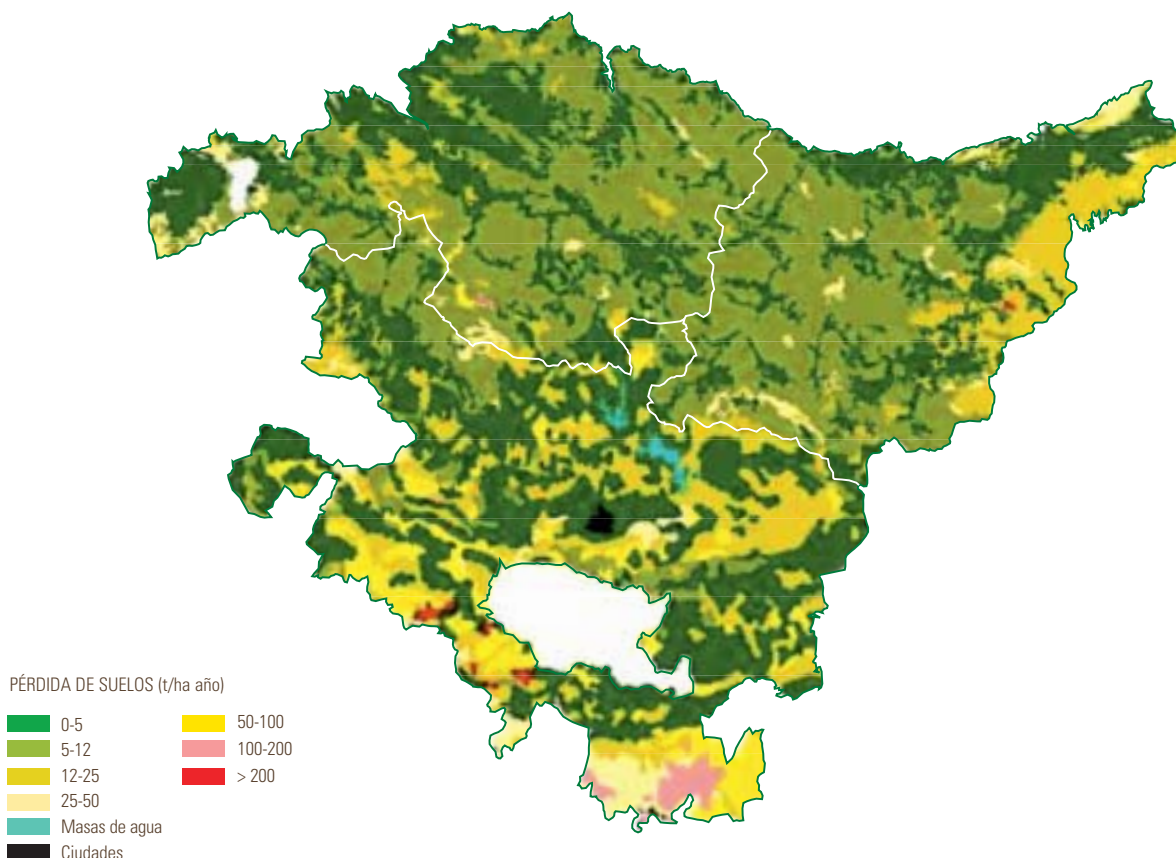 PÉRDIDA DE SUELOS (t/ha año)
0-5
5-12
12-25
25-50
Masas de agua
Ciudades
50-100
100-200
> 200